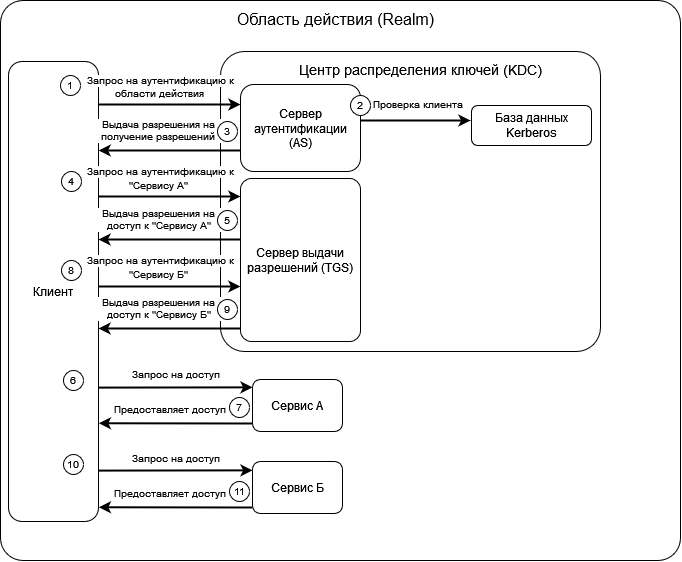 Область действия (Realm)
Центр распределения ключей (KDC)
1
Запрос на аутентификацию к
области действия
Сервер
аутентификации
(AS)
2
Проверка клиента
База данных
Kerberos
Выдача разрешения на
получение разрешений
3
4
Запрос на аутентификацию к
"Сервису А"
Выдача разрешения на
доступ к "Сервису А"
5
Сервер выдачи
разрешений (TGS)
8
Запрос на аутентификацию к
"Сервису Б"
Клиент
Выдача разрешения на
доступ к "Сервису Б"
9
6
Запрос на доступ
Предоставляет доступ
7
Сервис А
10
Запрос на доступ
Предоставляет доступ
11
Сервис Б